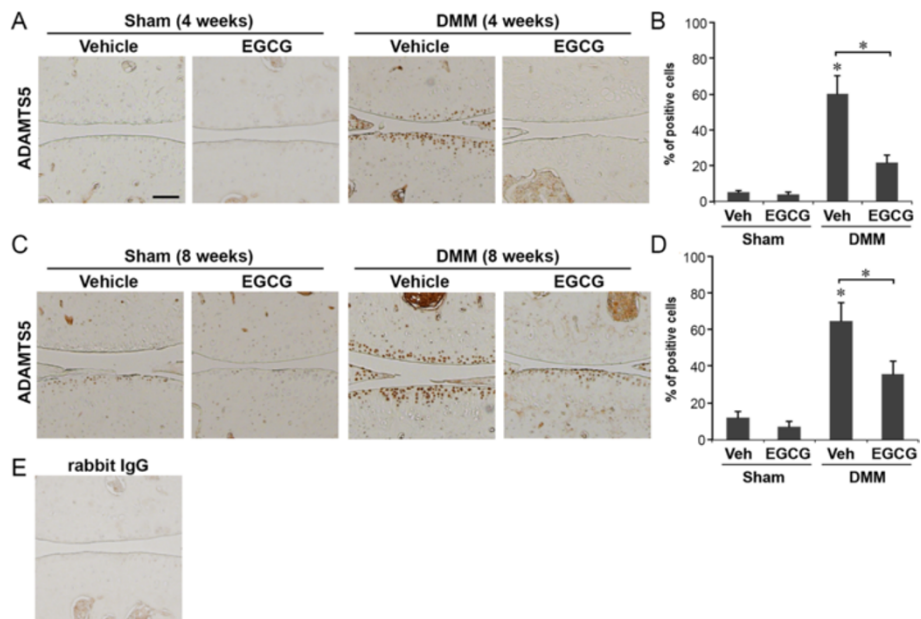 A
Sham (4 weeks)
DMM (4 weeks)
Vehicle
EGCG
Vehicle
EGCG
ADAMTS5
B
% of positive cells
100
80
60
40
20
0
*
*
Veh
EGCG
Veh
EGCG
Sham
DMM
C
Sham (8 weeks)
DMM (8 weeks)
Vehicle
EGCG
Vehicle
EGCG
ADAMTS5
D
% of positive cells
100
80
60
40
20
0
*
*
Veh
EGCG
Veh
EGCG
Sham
DMM
E
rabbit IgG